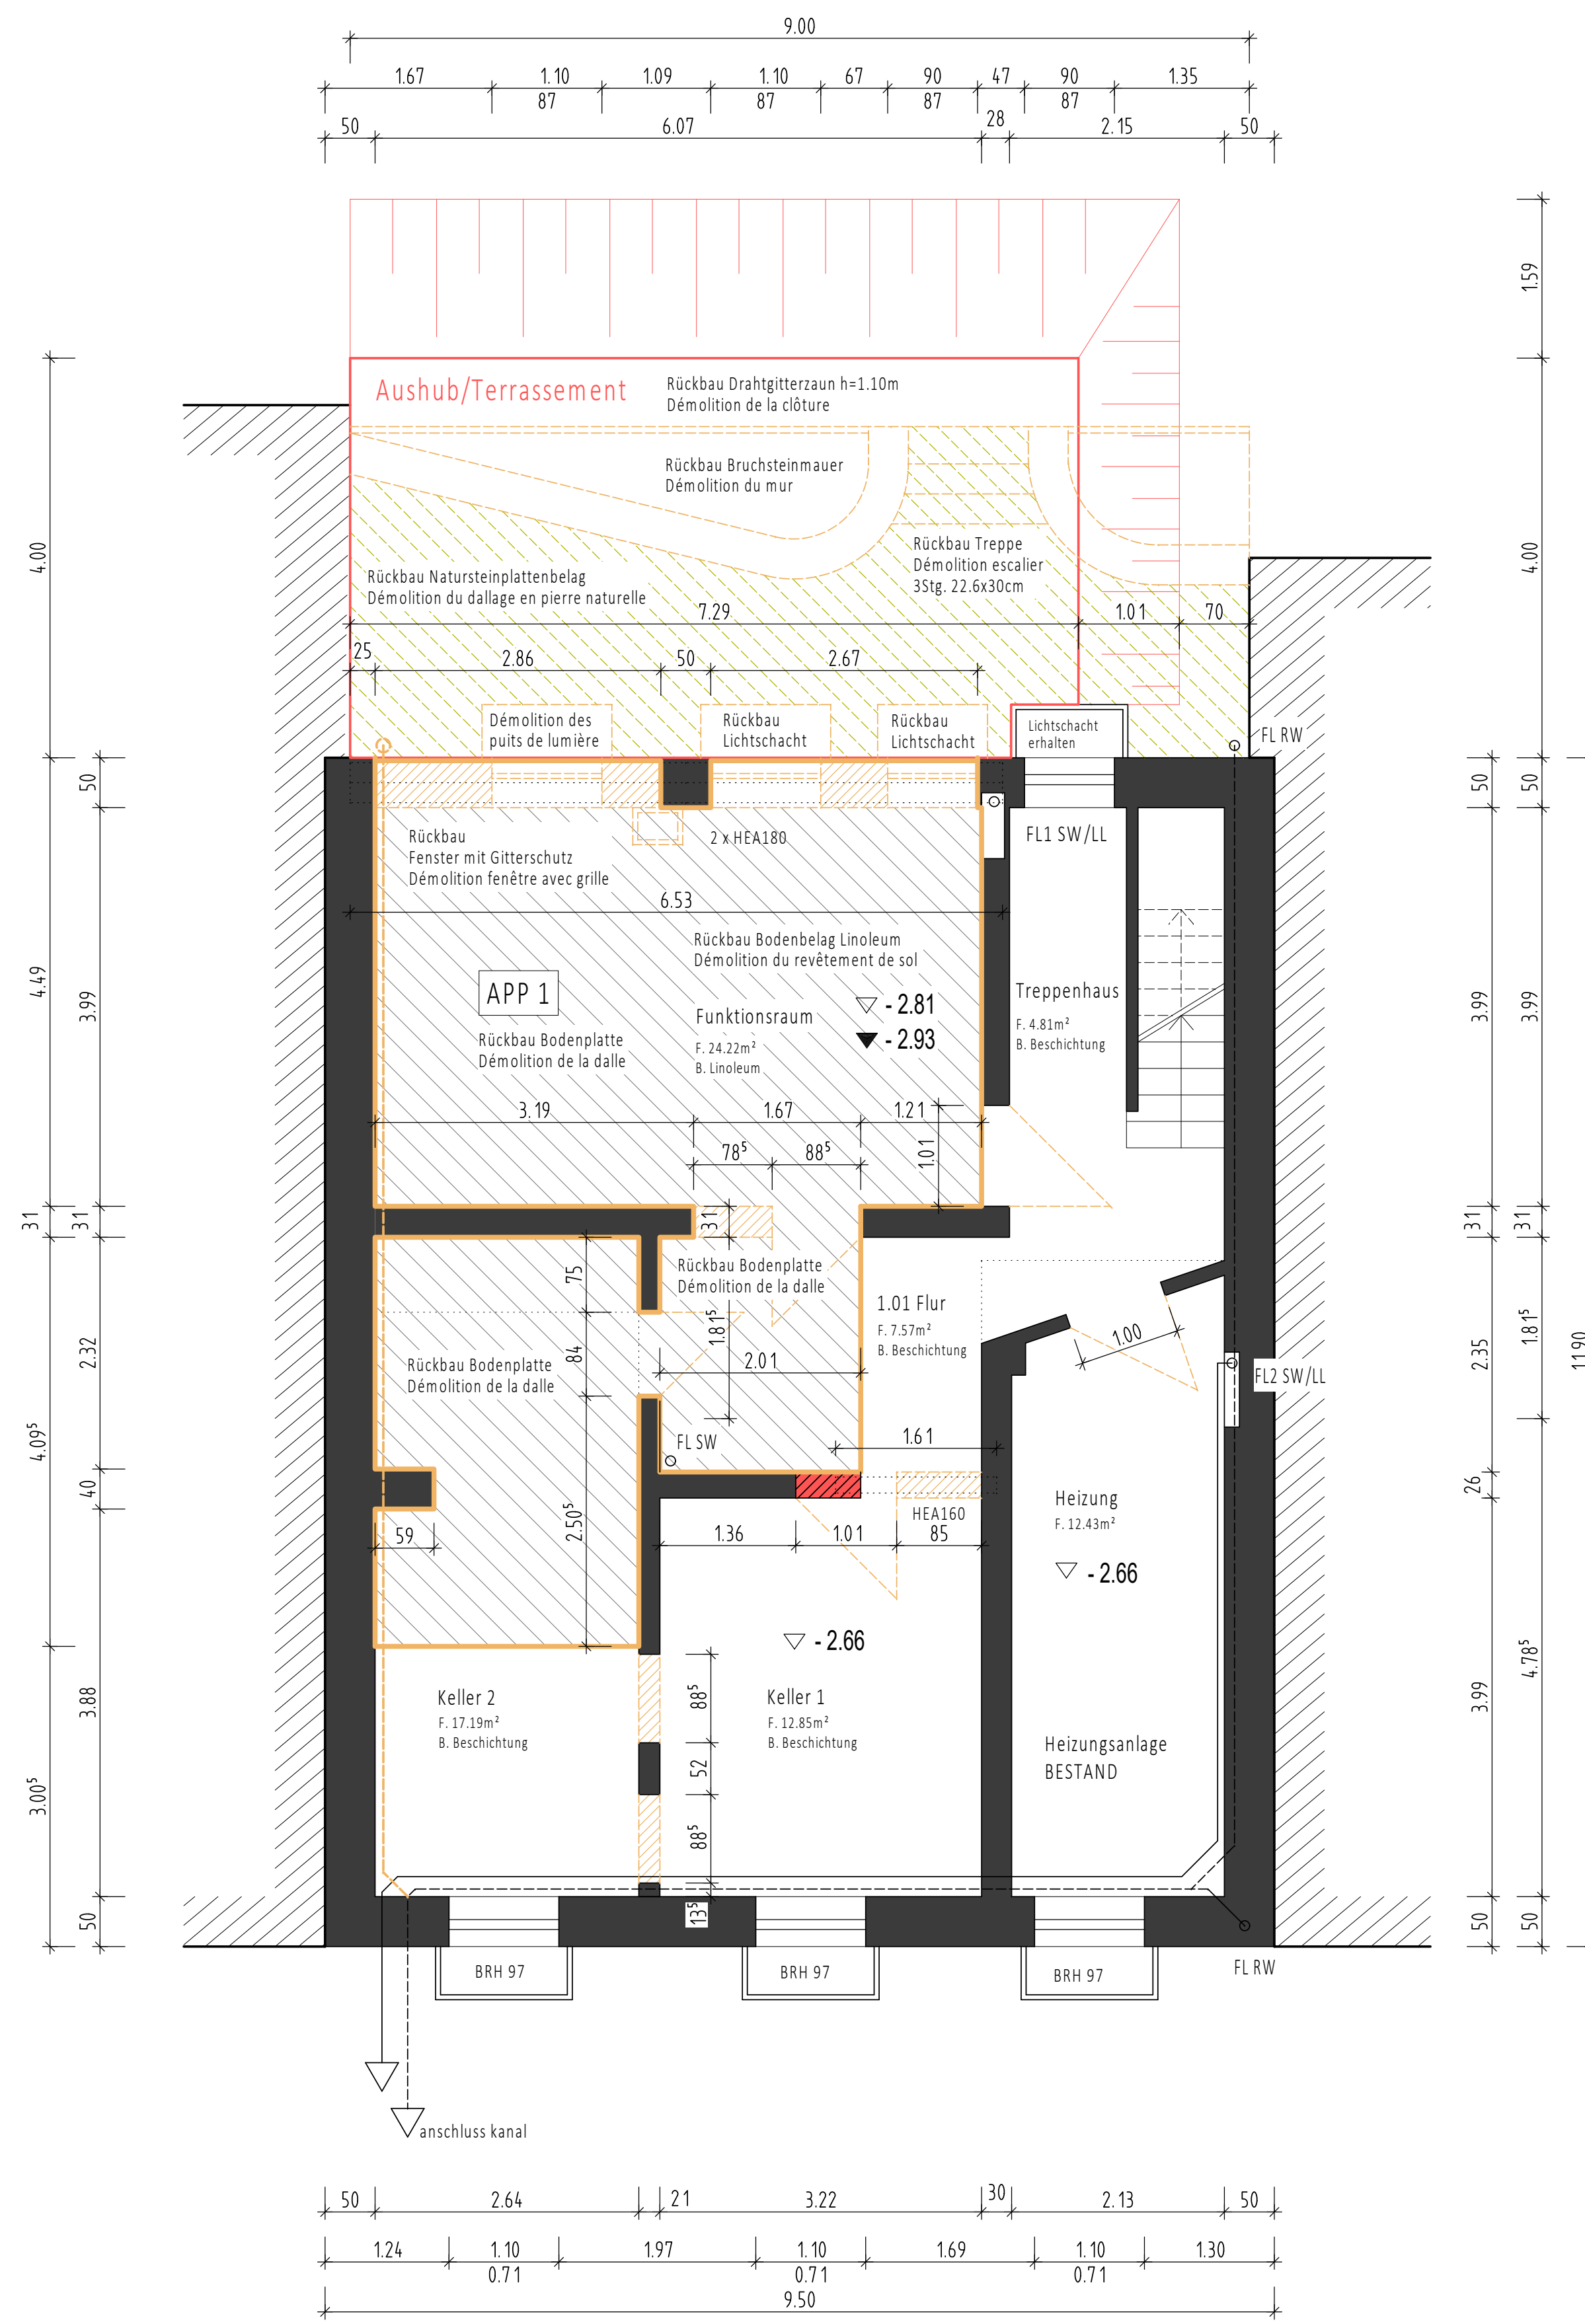 9.00
1.67 1.10 1.09 1.10 67 90 47 90 1.35
87 87 87 87
50 6.07 28 2.15 50
1.59
Aushub/Terrassement
Rückbau Drahtgitterzaun h=1.10m
Démolition de la clôture
Rückbau Bruchsteinmauer
Démolition du mur
4.00
4.00
Rückbau Treppe
Démolition escalier
3Stg. 22.6x30cm
Rückbau Natursteinplattenbelag
Démolition du dallage en pierre naturelle
7.29 1.01 70
25 2.86 50 2.67
Démolition des
puits de lumière
Rückbau
Lichtschacht
Rückbau
Lichtschacht
Lichtschacht
erhalten
FL RW
50
50
50
Rückbau
Fenster mit Gitterschutz
Démolition fenêtre avec grille
2 x HEA180
FL1 SW/LL
6.53
Rückbau Bodenbelag Linoleum
Démolition du revêtement de sol
APP 1
Rückbau Bodenplatte
Démolition de la dalle
Funktionsraum
F. 24.22m²
B. Linoleum
- 2.81
- 2.93
Treppenhaus
F. 4.81m²
B. Beschichtung
4.49
3.99
3.99
3.99
3.19 1.67 1.21
78⁵ 88⁵
1.01
31
31
31
31
31
75
Rückbau Bodenplatte
Démolition de la dalle
1.01 Flur
F. 7.57m²
B. Beschichtung
1.81⁵
84
2.01
1.00
2.32
2.35
1.81⁵
11.90
Rückbau Bodenplatte
Démolition de la dalle
FL2 SW/LL
FL SW
1.61
4.09⁵
40
26
59
2.50⁵
HEA160
1.36 1.01 85
Heizung
F. 12.43m²
- 2.66
- 2.66
88⁵
Keller 2
F. 17.19m²
B. Beschichtung
Keller 1
F. 12.85m²
B. Beschichtung
Heizungsanlage
BESTAND
3.88
3.00⁵
52
88⁵
13⁵
3.99
4.78⁵
50
50
50
BRH 97
BRH 97
BRH 97
FL RW
anschluss kanal
50 2.64 21 3.22 30 2.13 50
1.24 1.10 1.97 1.10 1.69 1.10 1.30
0.71 0.71 0.71
9.50